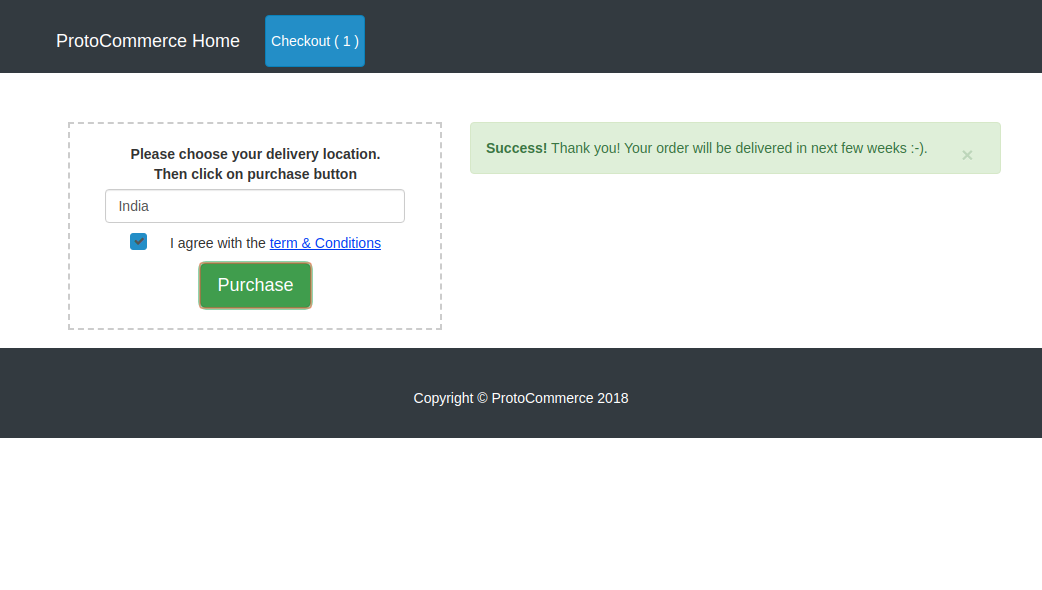 ProtoCommerce Home
Checkout ( 1 )
Please choose your delivery location.
Then click on purchase button
India
I agree with the term & Conditions
Purchase
Success! Thank you! Your order will be delivered in next few weeks :-).
×
Copyright © ProtoCommerce 2018